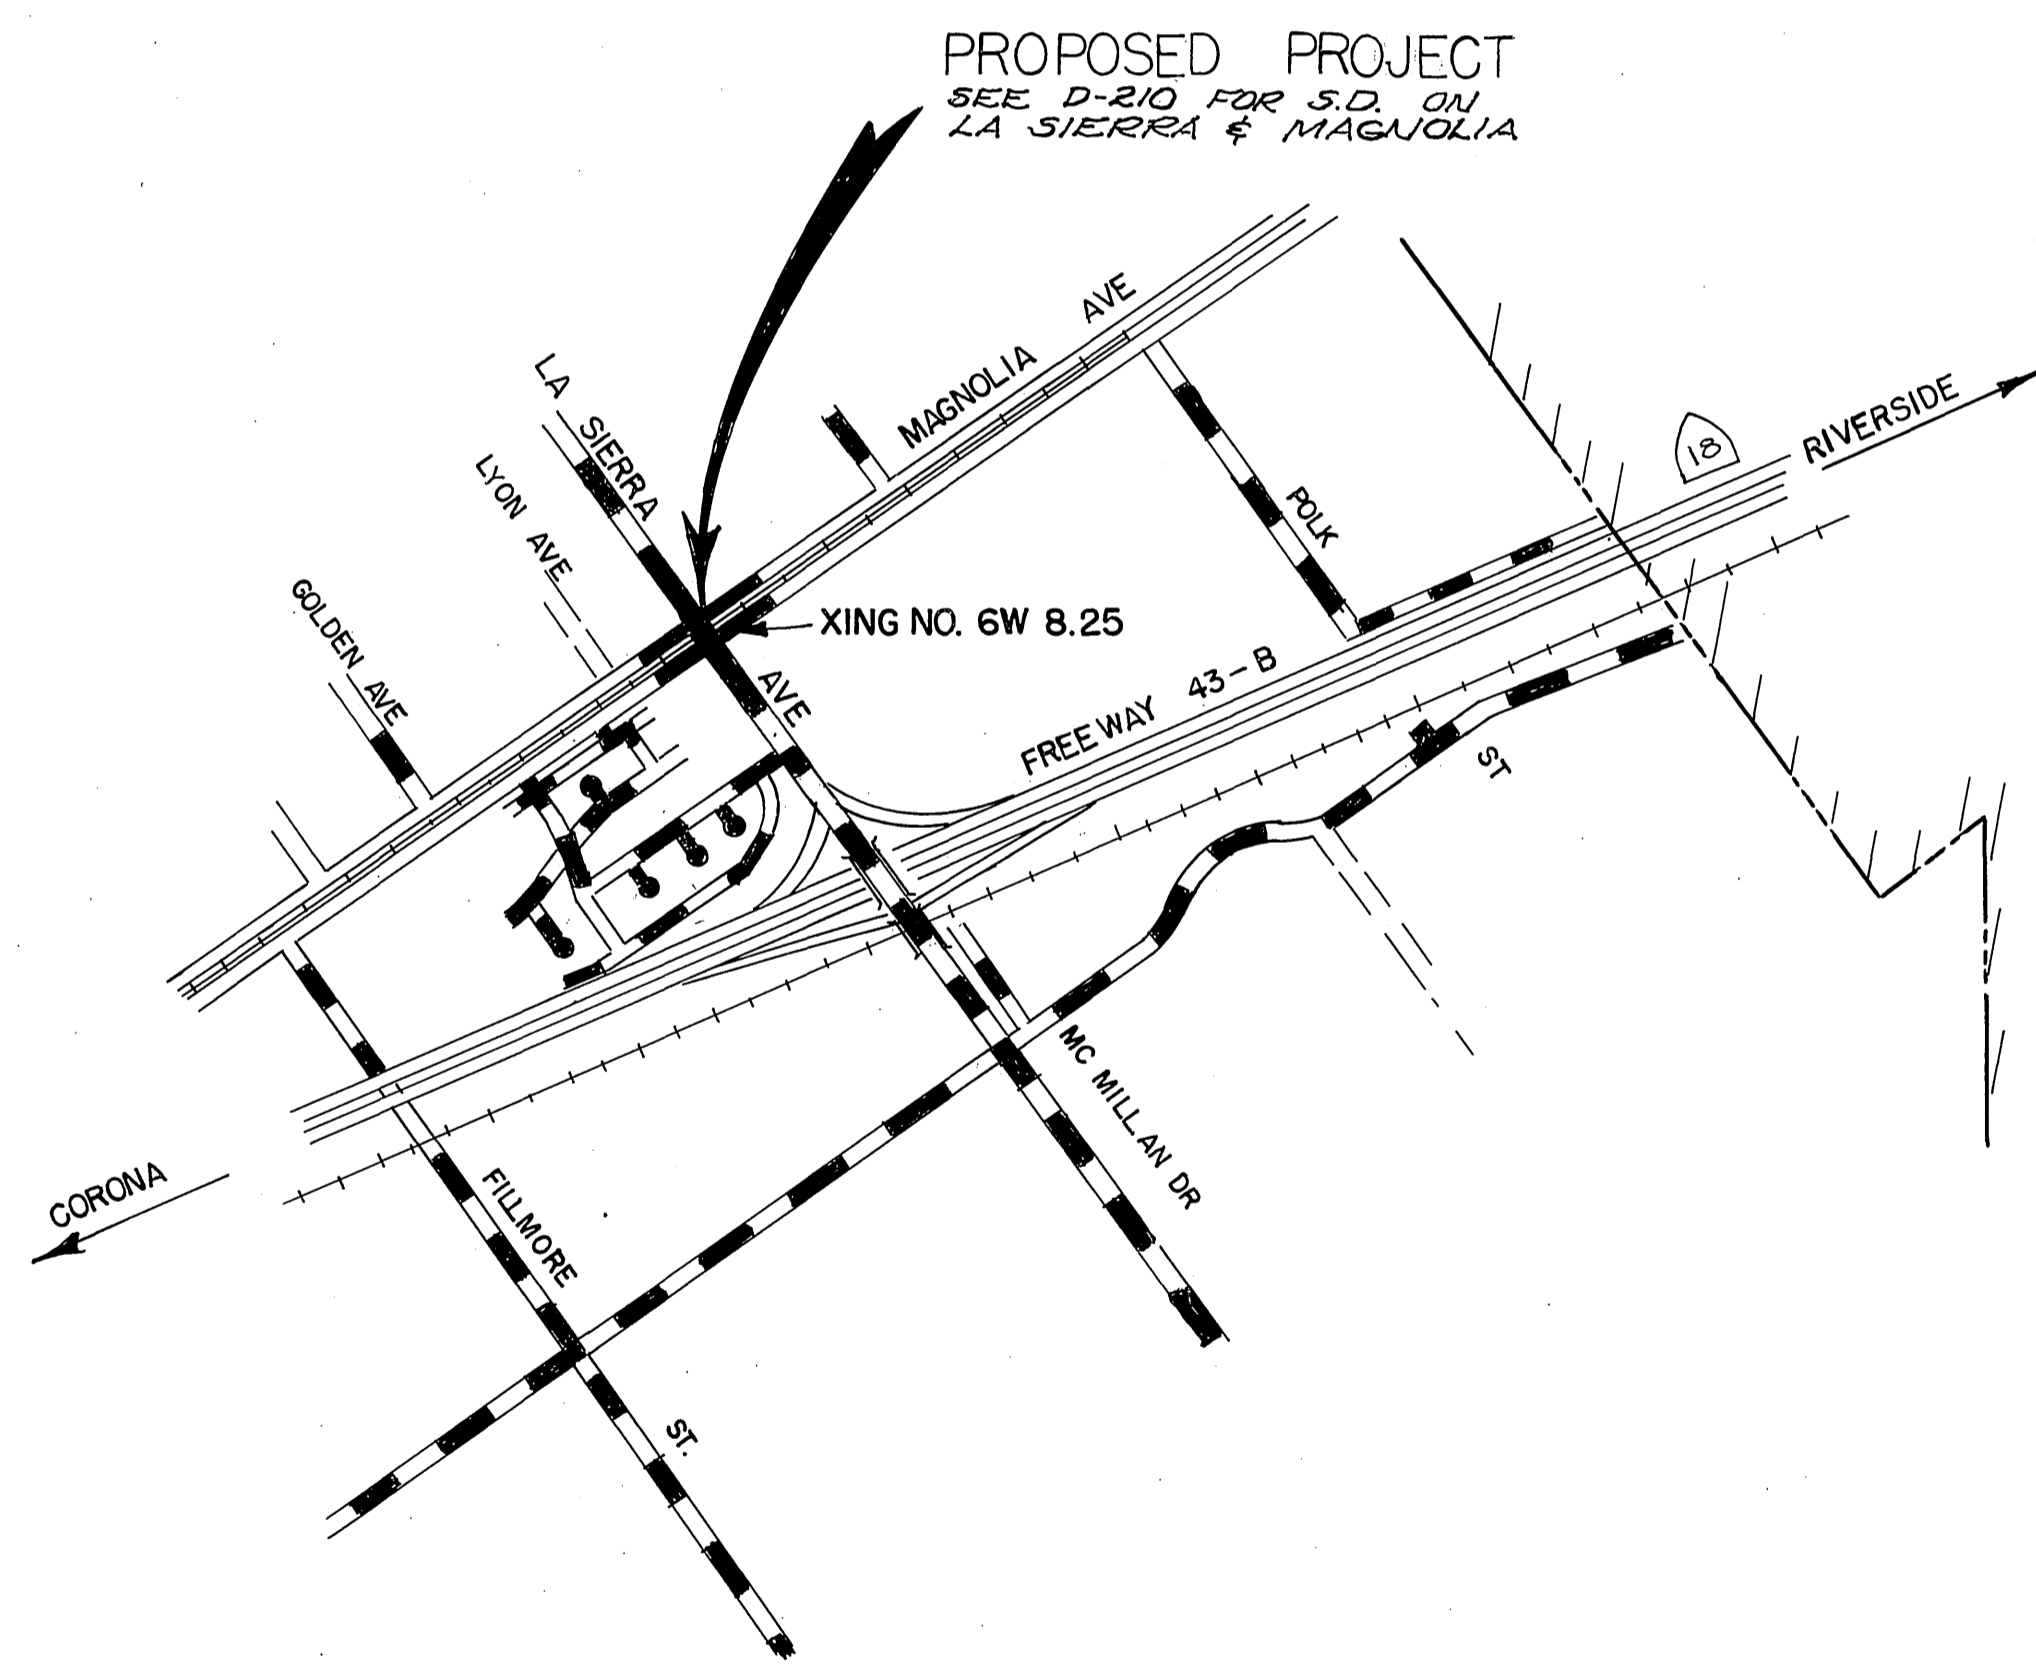 PROPOSED PROJECT
SEE D-210 FOR S.D. ON
LA SIERRA & MAGNOLIA
MAGNOLIA AVE
LA SIERRA AVE
LYON AVE
GOLDEN AVE
XING NO. 6W 8.25
POLK ST
18
RIVERSIDE
FREEWAY 43-B
MC MILLAN DR
CORONA
FILLMORE ST.